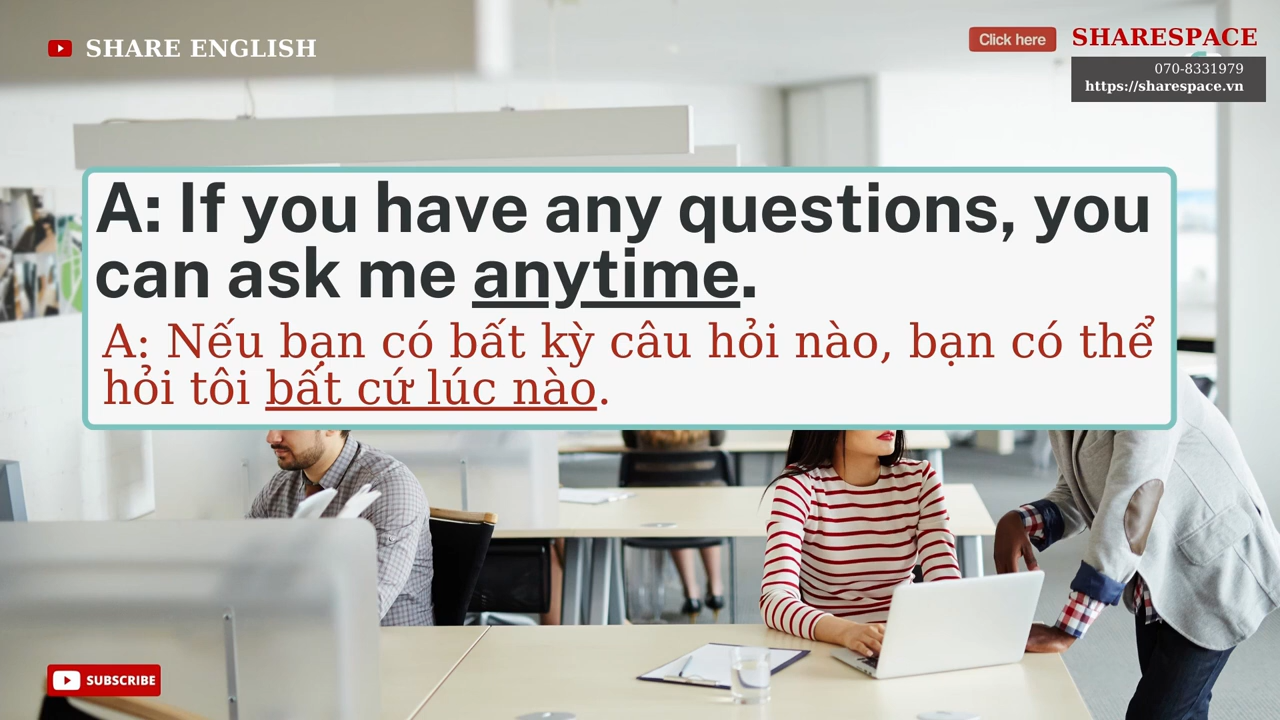 SHARE ENGLISH
Click here
SHARESPACE
070-8331979
https://sharespace.vn
A: If you have any questions, you
can ask me anytime.
A: Nếu bạn có bất kỳ câu hỏi nào, bạn có thể
hỏi tôi bất cứ lúc nào.
SUBSCRIBE